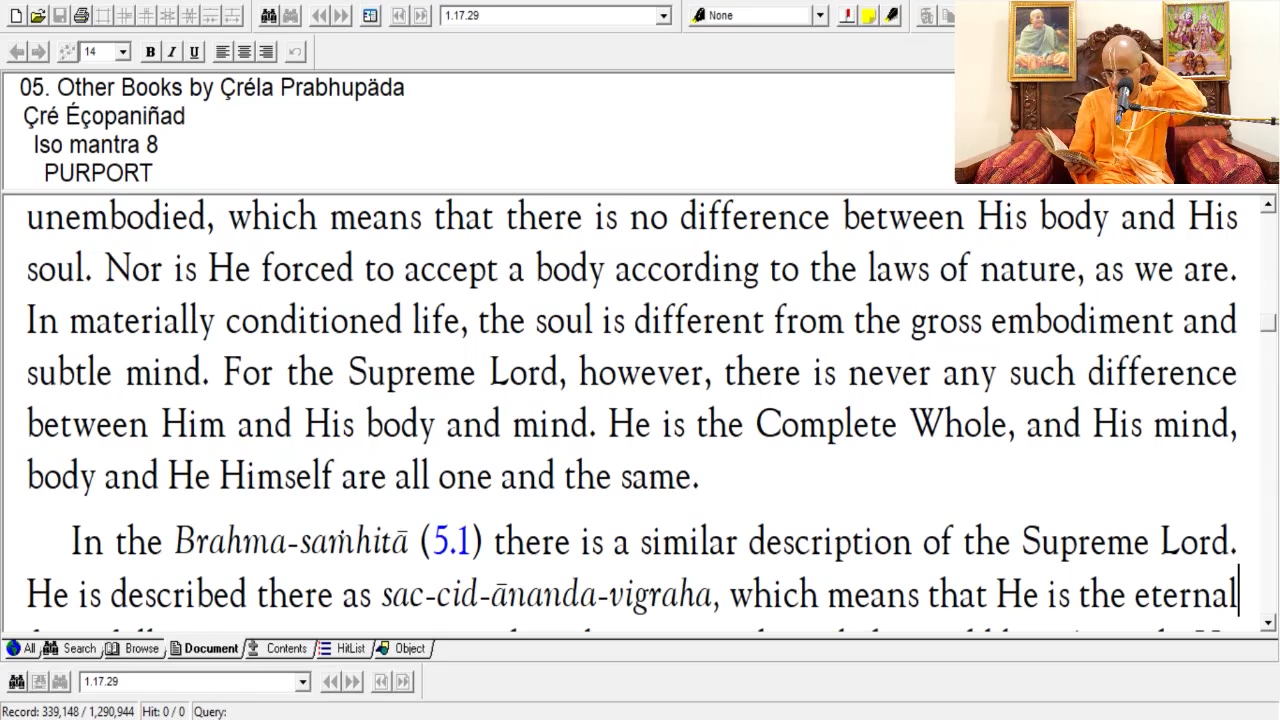 1.17.29
None
14
B I U
05. Other Books by Çréla Prabhupäda
Çré Éçopaniñad
Iso mantra 8
PURPORT
unembodied, which means that there is no difference between His body and His
soul. Nor is He forced to accept a body according to the laws of nature, as we are.
In materially conditioned life, the soul is different from the gross embodiment and
subtle mind. For the Supreme Lord, however, there is never any such difference
between Him and His body and mind. He is the Complete Whole, and His mind,
body and He Himself are all one and the same.
In the Brahma-saṁhitā (5.1) there is a similar description of the Supreme Lord.
He is described there as sac-cid-ānanda-vigraha, which means that He is the eternal
All Search Browse Document Contents HitList Object
1.17.29
Record: 339,148 / 1,290,944 Hit: 0 / 0 Query: